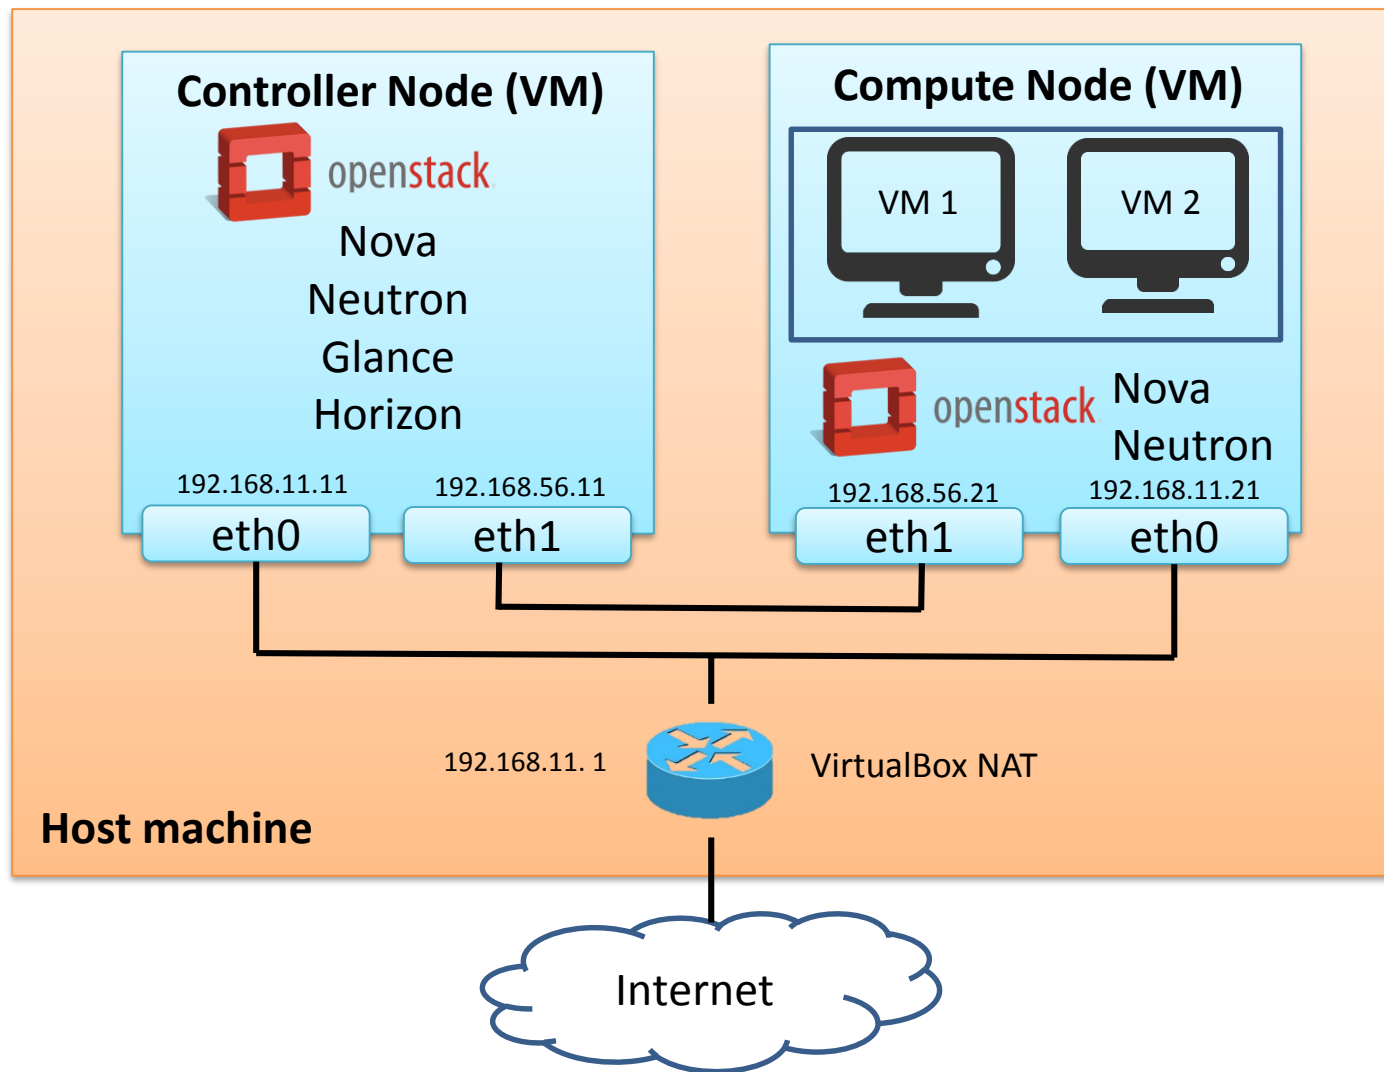 Controller Node (VM)
openstack
Nova
Neutron
Glance
Horizon
192.168.11.11
192.168.56.11
eth0
eth1
Compute Node (VM)
VM 1
VM 2
openstack
Nova
Neutron
192.168.56.21
192.168.11.21
eth1
eth0
192.168.11. 1
VirtualBox NAT
Host machine
Internet